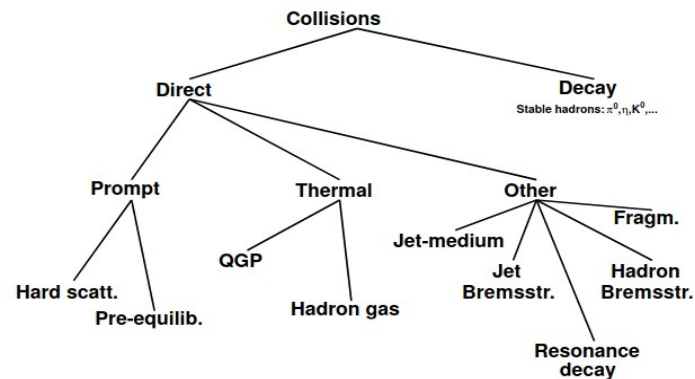 Collisions
Direct
Decay
Stable hadrons: π⁰,η,K⁰,...
Prompt
Thermal
Other
Fragm.
Jet-medium
QGP
Jet
Bremsstr.
Hadron
Bremsstr.
Hard scatt.
Pre-equilib.
Hadron gas
Resonance
decay